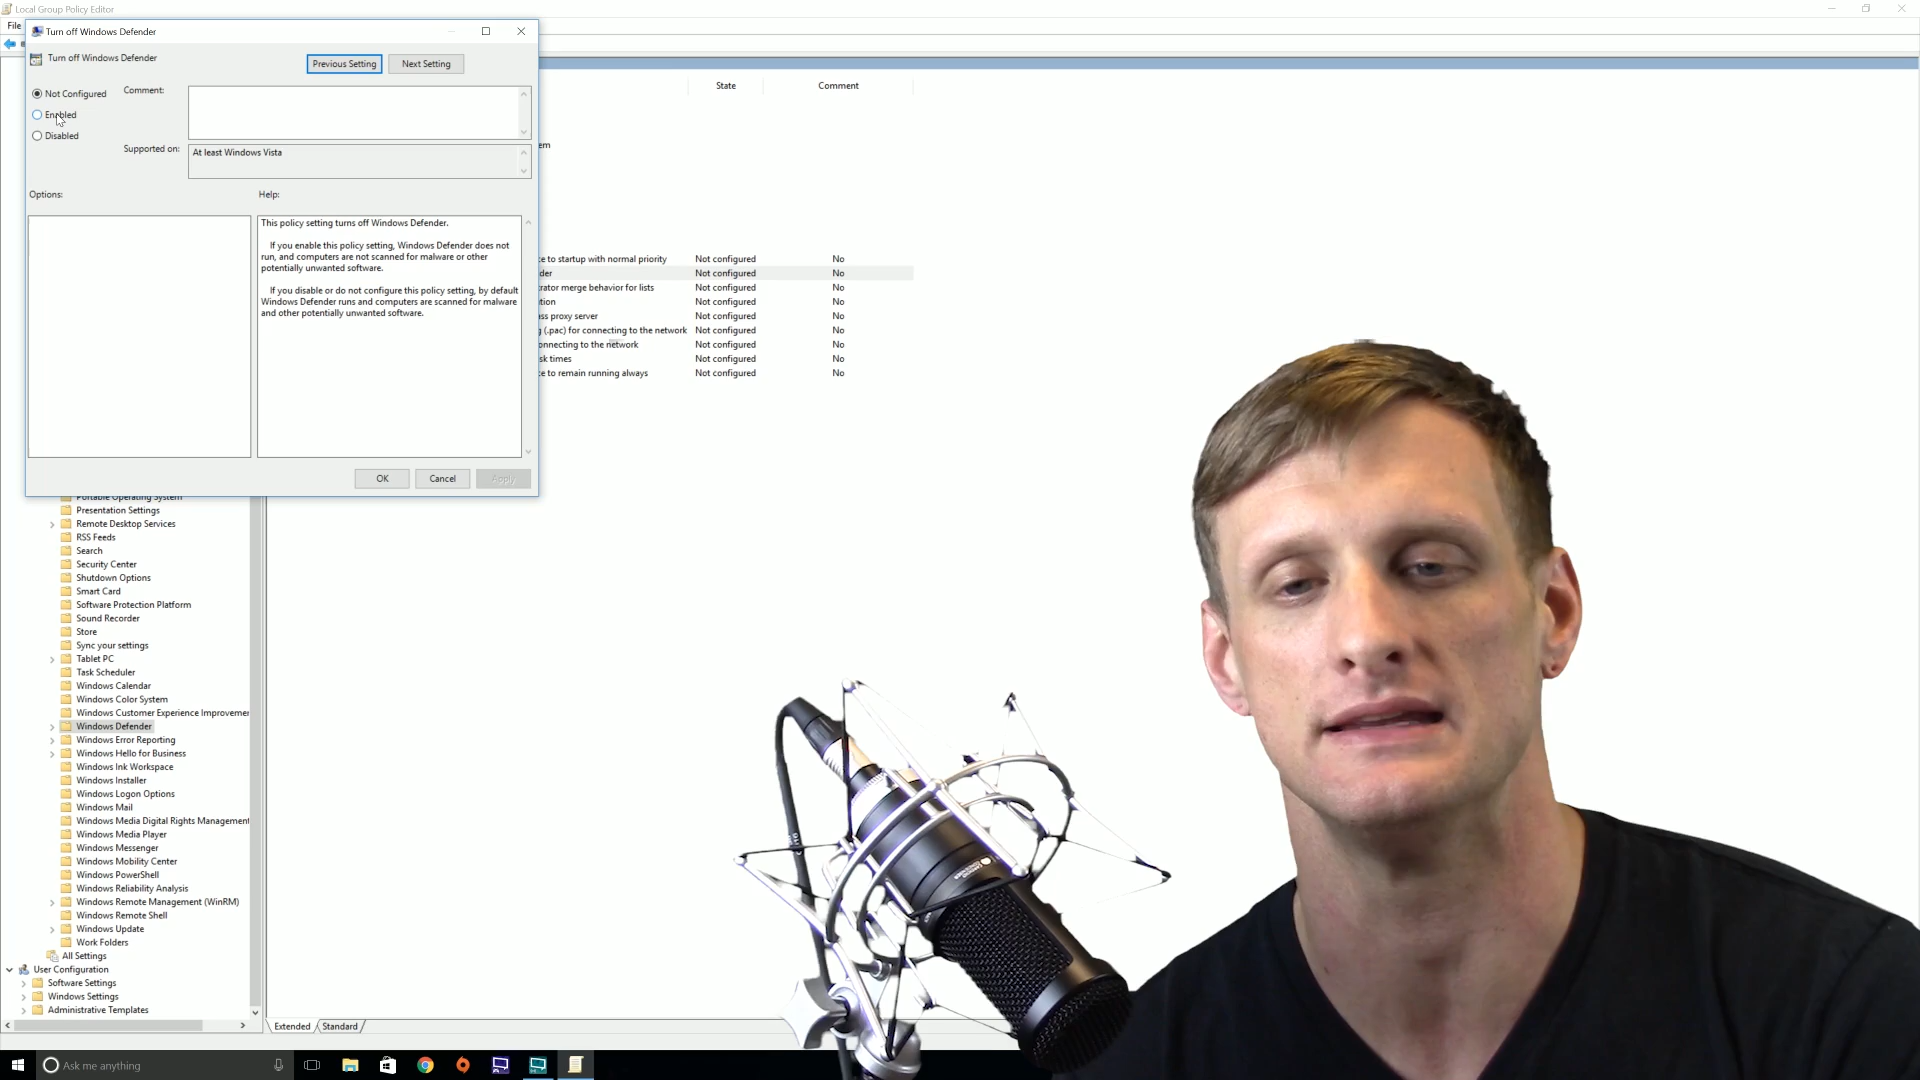 Local Group Policy Editor
File
Turn off Windows Defender
Turn off Windows Defender
Previous Setting
Next Setting
Not Configured
Enabled
Disabled
Comment:
Supported on:
At least Windows Vista
Options:
Help:
This policy setting turns off Windows Defender.
If you enable this policy setting, Windows Defender does not
run, and computers are not scanned for malware or other
potentially unwanted software.
If you disable or do not configure this policy setting, by default
Windows Defender runs and computers are scanned for malware
and other potentially unwanted software.
OK
Cancel
Apply
State Comment
em
ce to startup with normal priority Not configured No
der Not configured No
trator merge behavior for lists Not configured No
tion Not configured No
ass proxy server Not configured No
g (.pac) for connecting to the network Not configured No
onnecting to the network Not configured No
sk times Not configured No
ce to remain running always Not configured No
Portable Operating System
Presentation Settings
Remote Desktop Services
RSS Feeds
Search
Security Center
Shutdown Options
Smart Card
Software Protection Platform
Sound Recorder
Store
Sync your settings
Tablet PC
Task Scheduler
Windows Calendar
Windows Color System
Windows Customer Experience Improvemer
Windows Defender
Windows Error Reporting
Windows Hello for Business
Windows Ink Workspace
Windows Installer
Windows Logon Options
Windows Mail
Windows Media Digital Rights Management
Windows Media Player
Windows Messenger
Windows Mobility Center
Windows PowerShell
Windows Reliability Analysis
Windows Remote Management (WinRM)
Windows Remote Shell
Windows Update
Work Folders
All Settings
User Configuration
Software Settings
Windows Settings
Administrative Templates
Extended
Standard
Ask me anything